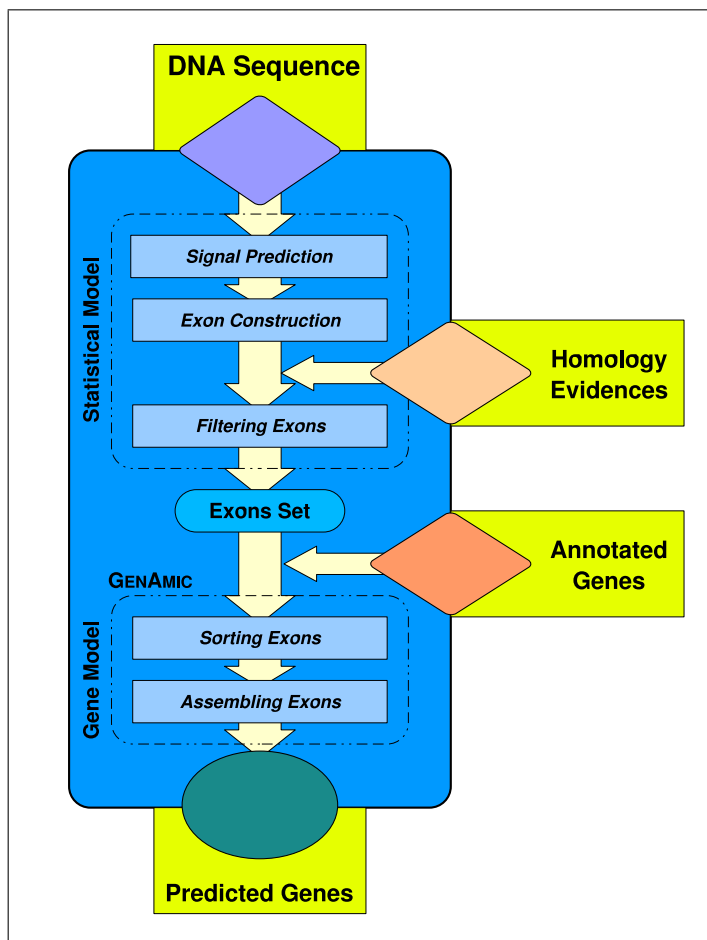 DNA Sequence
Statistical Model
Signal Prediction
Exon Construction
Homology
Evidences
Filtering Exons
Exons Set
Annotated
Genes
GENAMIC
Gene Model
Sorting Exons
Assembling Exons
Predicted Genes